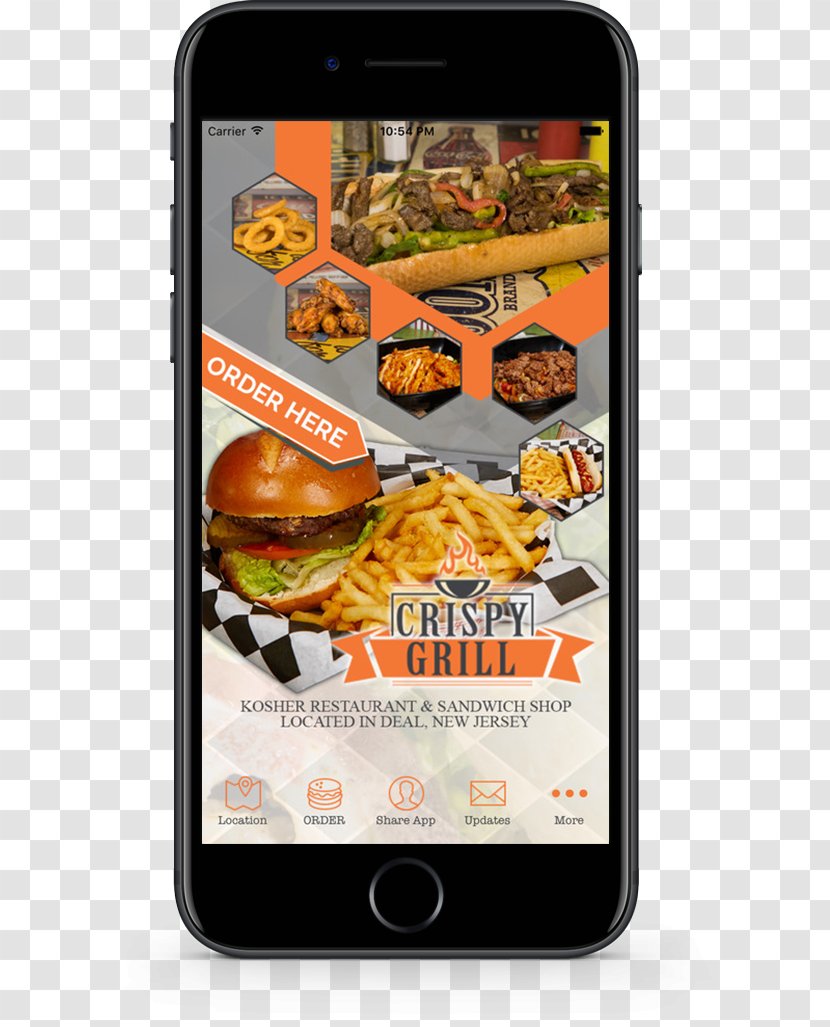 Carrier 10:54 PM
BRAND
ORDER HERE
CRISPY
GRILL
KOSHER RESTAURANT & SANDWICH SHOP
LOCATED IN DEAL, NEW JERSEY
Location ORDER Share App Updates More